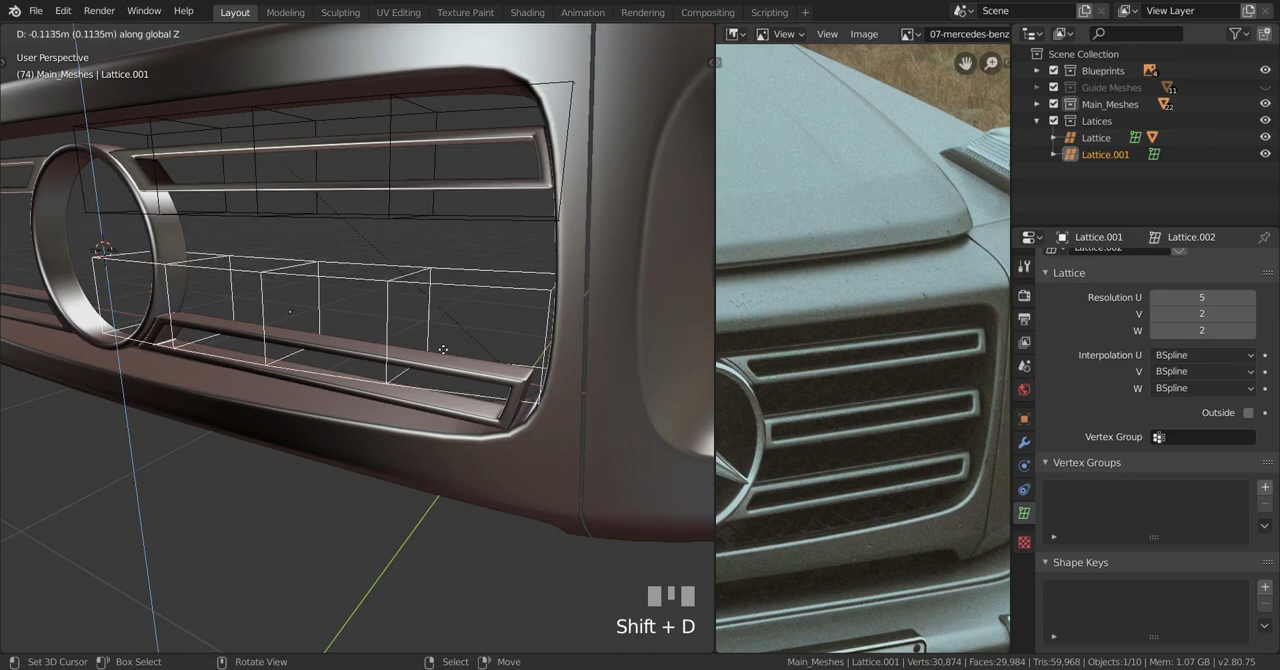 File Edit Render Window Help Layout Modeling Sculpting UV Editing Texture Paint Shading Animation Rendering Compositing Scripting + Scene View Layer
D: -0.1135m (0.1135m) along global Z
View View Image 07-mercedes-benz
User Perspective
(74) Main_Meshes | Lattice.001
Scene Collection
Blueprints 4
Guide Meshes 11
Main_Meshes 22
Latices
Lattice
Lattice.001
Lattice.001 Lattice.002
Lattice.002
Lattice
Resolution U 5
V 2
W 2
Interpolation U BSpline
V BSpline
W BSpline
Outside
Vertex Group
Vertex Groups
Shape Keys
Shift + D
Set 3D Cursor Box Select Rotate View Select Move Main_Meshes | Lattice.001 | Verts:30,874 | Faces:29,984 | Tris:59,968 | Objects:1/10 | Mem: 1.07 GB | v2.80.75